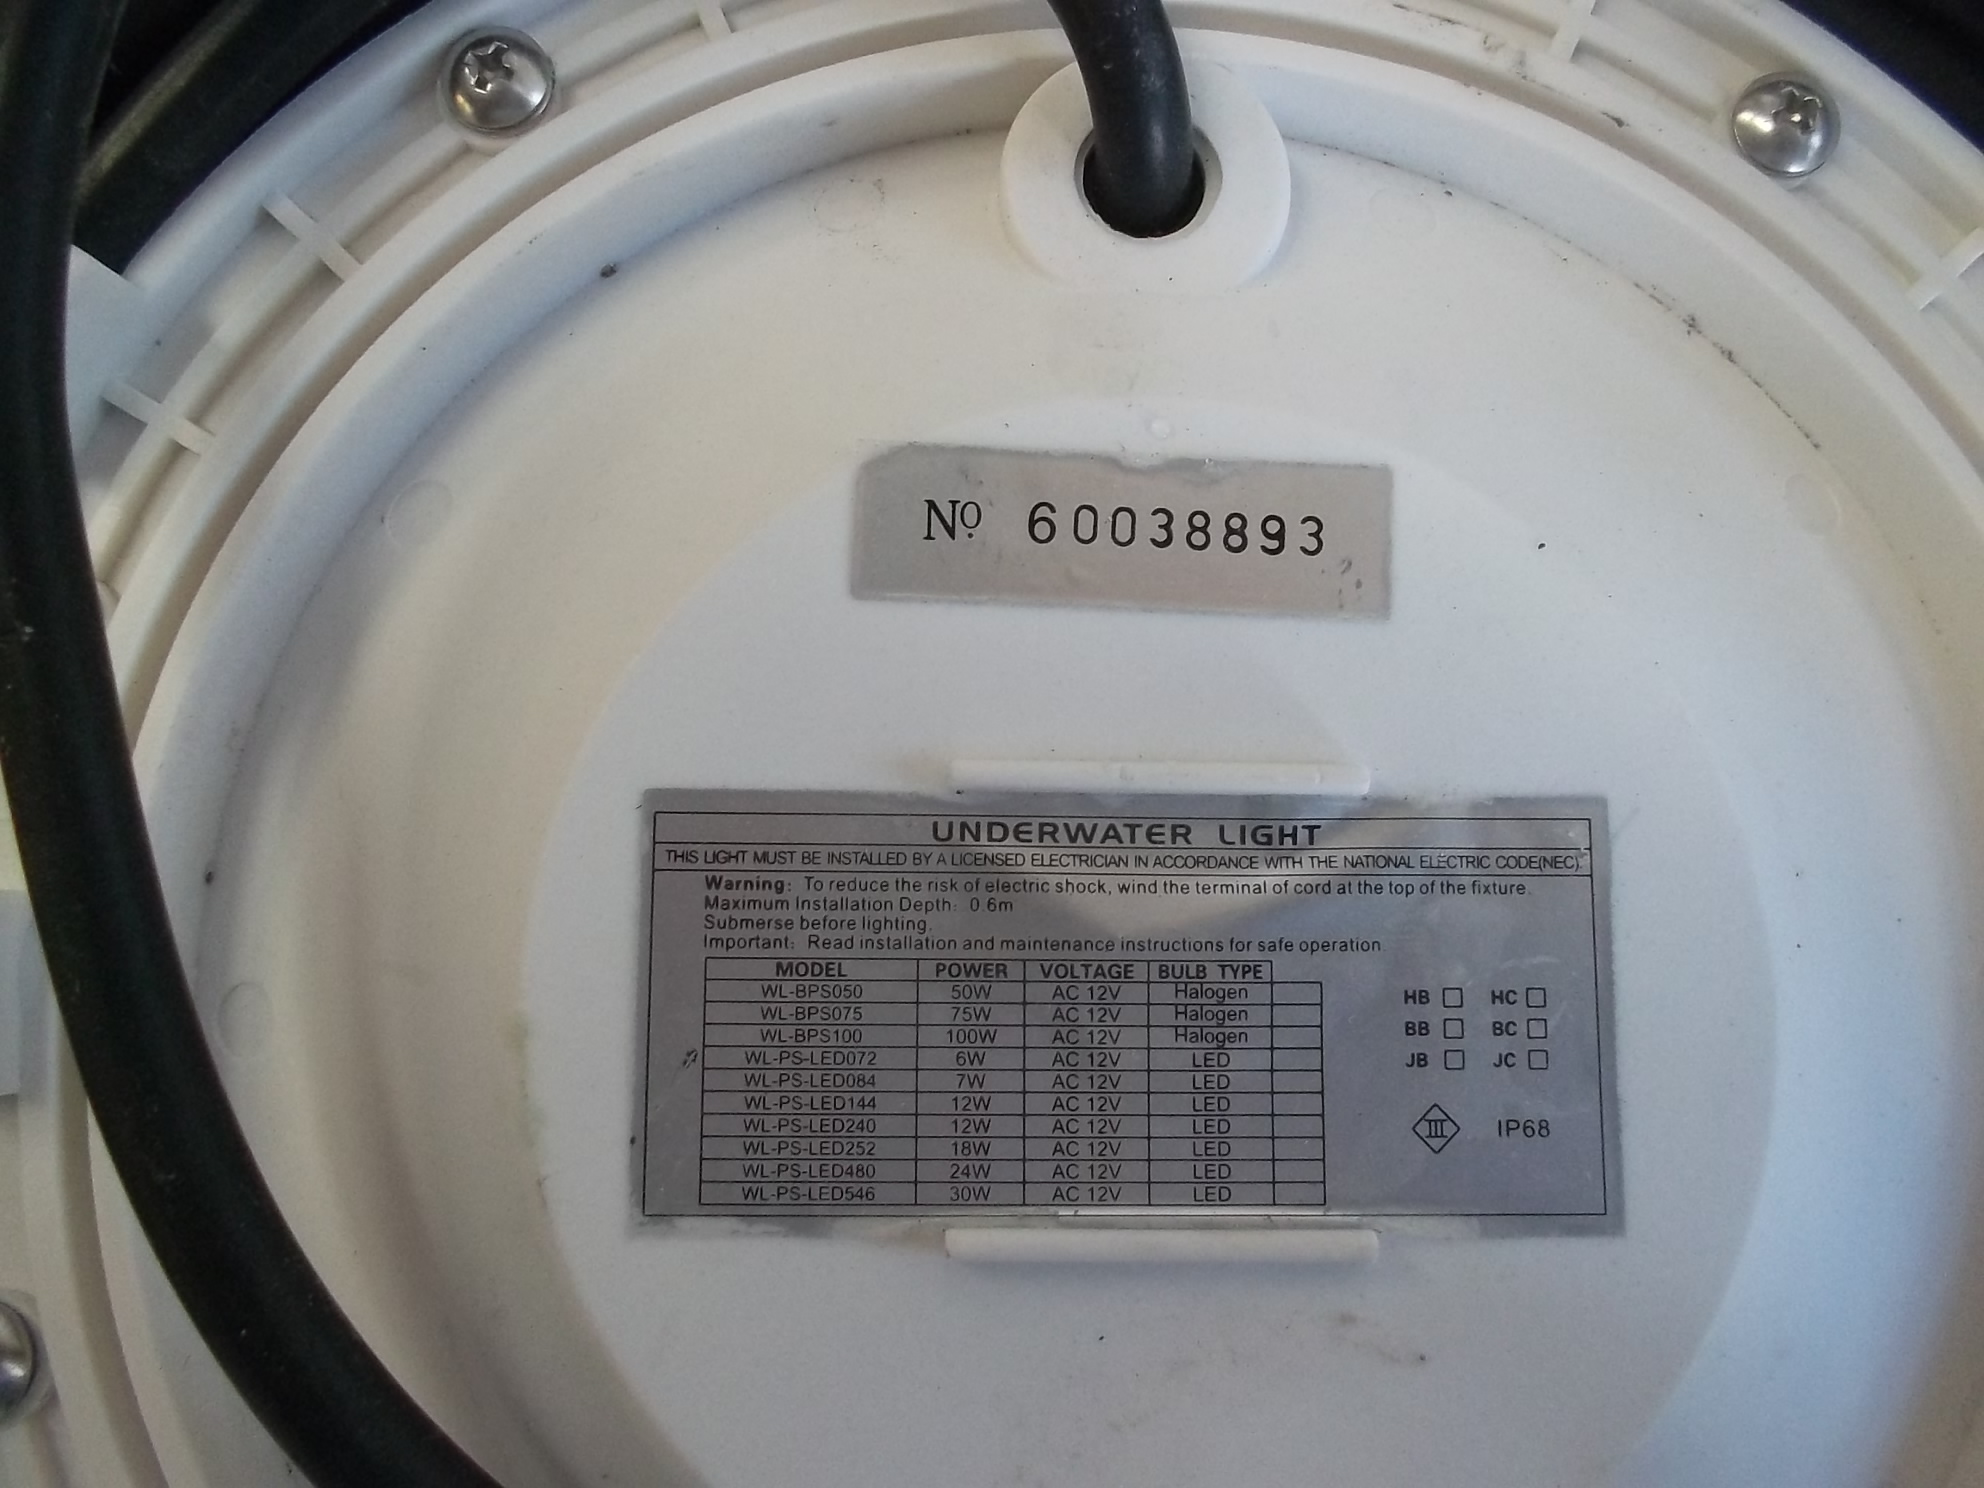 Nº 60038893
UNDERWATER LIGHT
THIS LIGHT MUST BE INSTALLED BY A LICENSED ELECTRICIAN IN ACCORDANCE WITH THE NATIONAL ELECTRIC CODE(NEC).
Warning: To reduce the risk of electric shock, wind the terminal of cord at the top of the fixture.
Maximum Installation Depth: 0.6m
Submerse before lighting.
Important: Read installation and maintenance instructions for safe operation.
MODEL POWER VOLTAGE BULB TYPE
WL-BPS050 50W AC 12V Halogen
WL-BPS075 75W AC 12V Halogen
WL-BPS100 100W AC 12V Halogen
WL-PS-LED072 6W AC 12V LED
WL-PS-LED084 7W AC 12V LED
WL-PS-LED144 12W AC 12V LED
WL-PS-LED240 12W AC 12V LED
WL-PS-LED252 18W AC 12V LED
WL-PS-LED480 24W AC 12V LED
WL-PS-LED546 30W AC 12V LED
HB □ HC □
BB □ BC □
JB □ JC □
III IP68